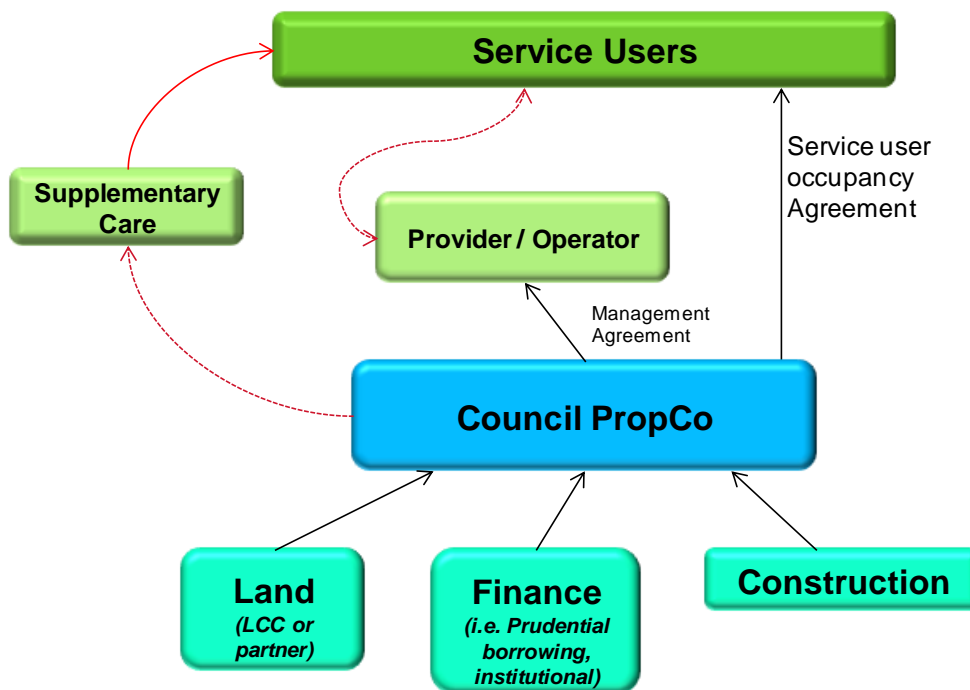 Service Users
Service user
occupancy
Agreement
Supplementary
Care
Provider / Operator
Management
Agreement
Council PropCo
Land
(LCC or
partner)
Finance
(i.e. Prudential
borrowing,
institutional)
Construction